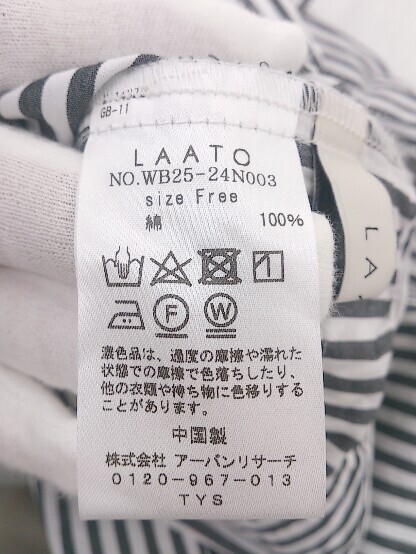 GB-11
LAATO
NO.WB25-24N003
size Free
綿 100%
F W
濃色品は、過度の摩擦や濡れた
状態での摩擦で色落ちしたり、
他の衣類や持ち物に色移りする
ことがあります。
中国製
株式会社 アーバンリサーチ
0120-967-013
TYS
L A